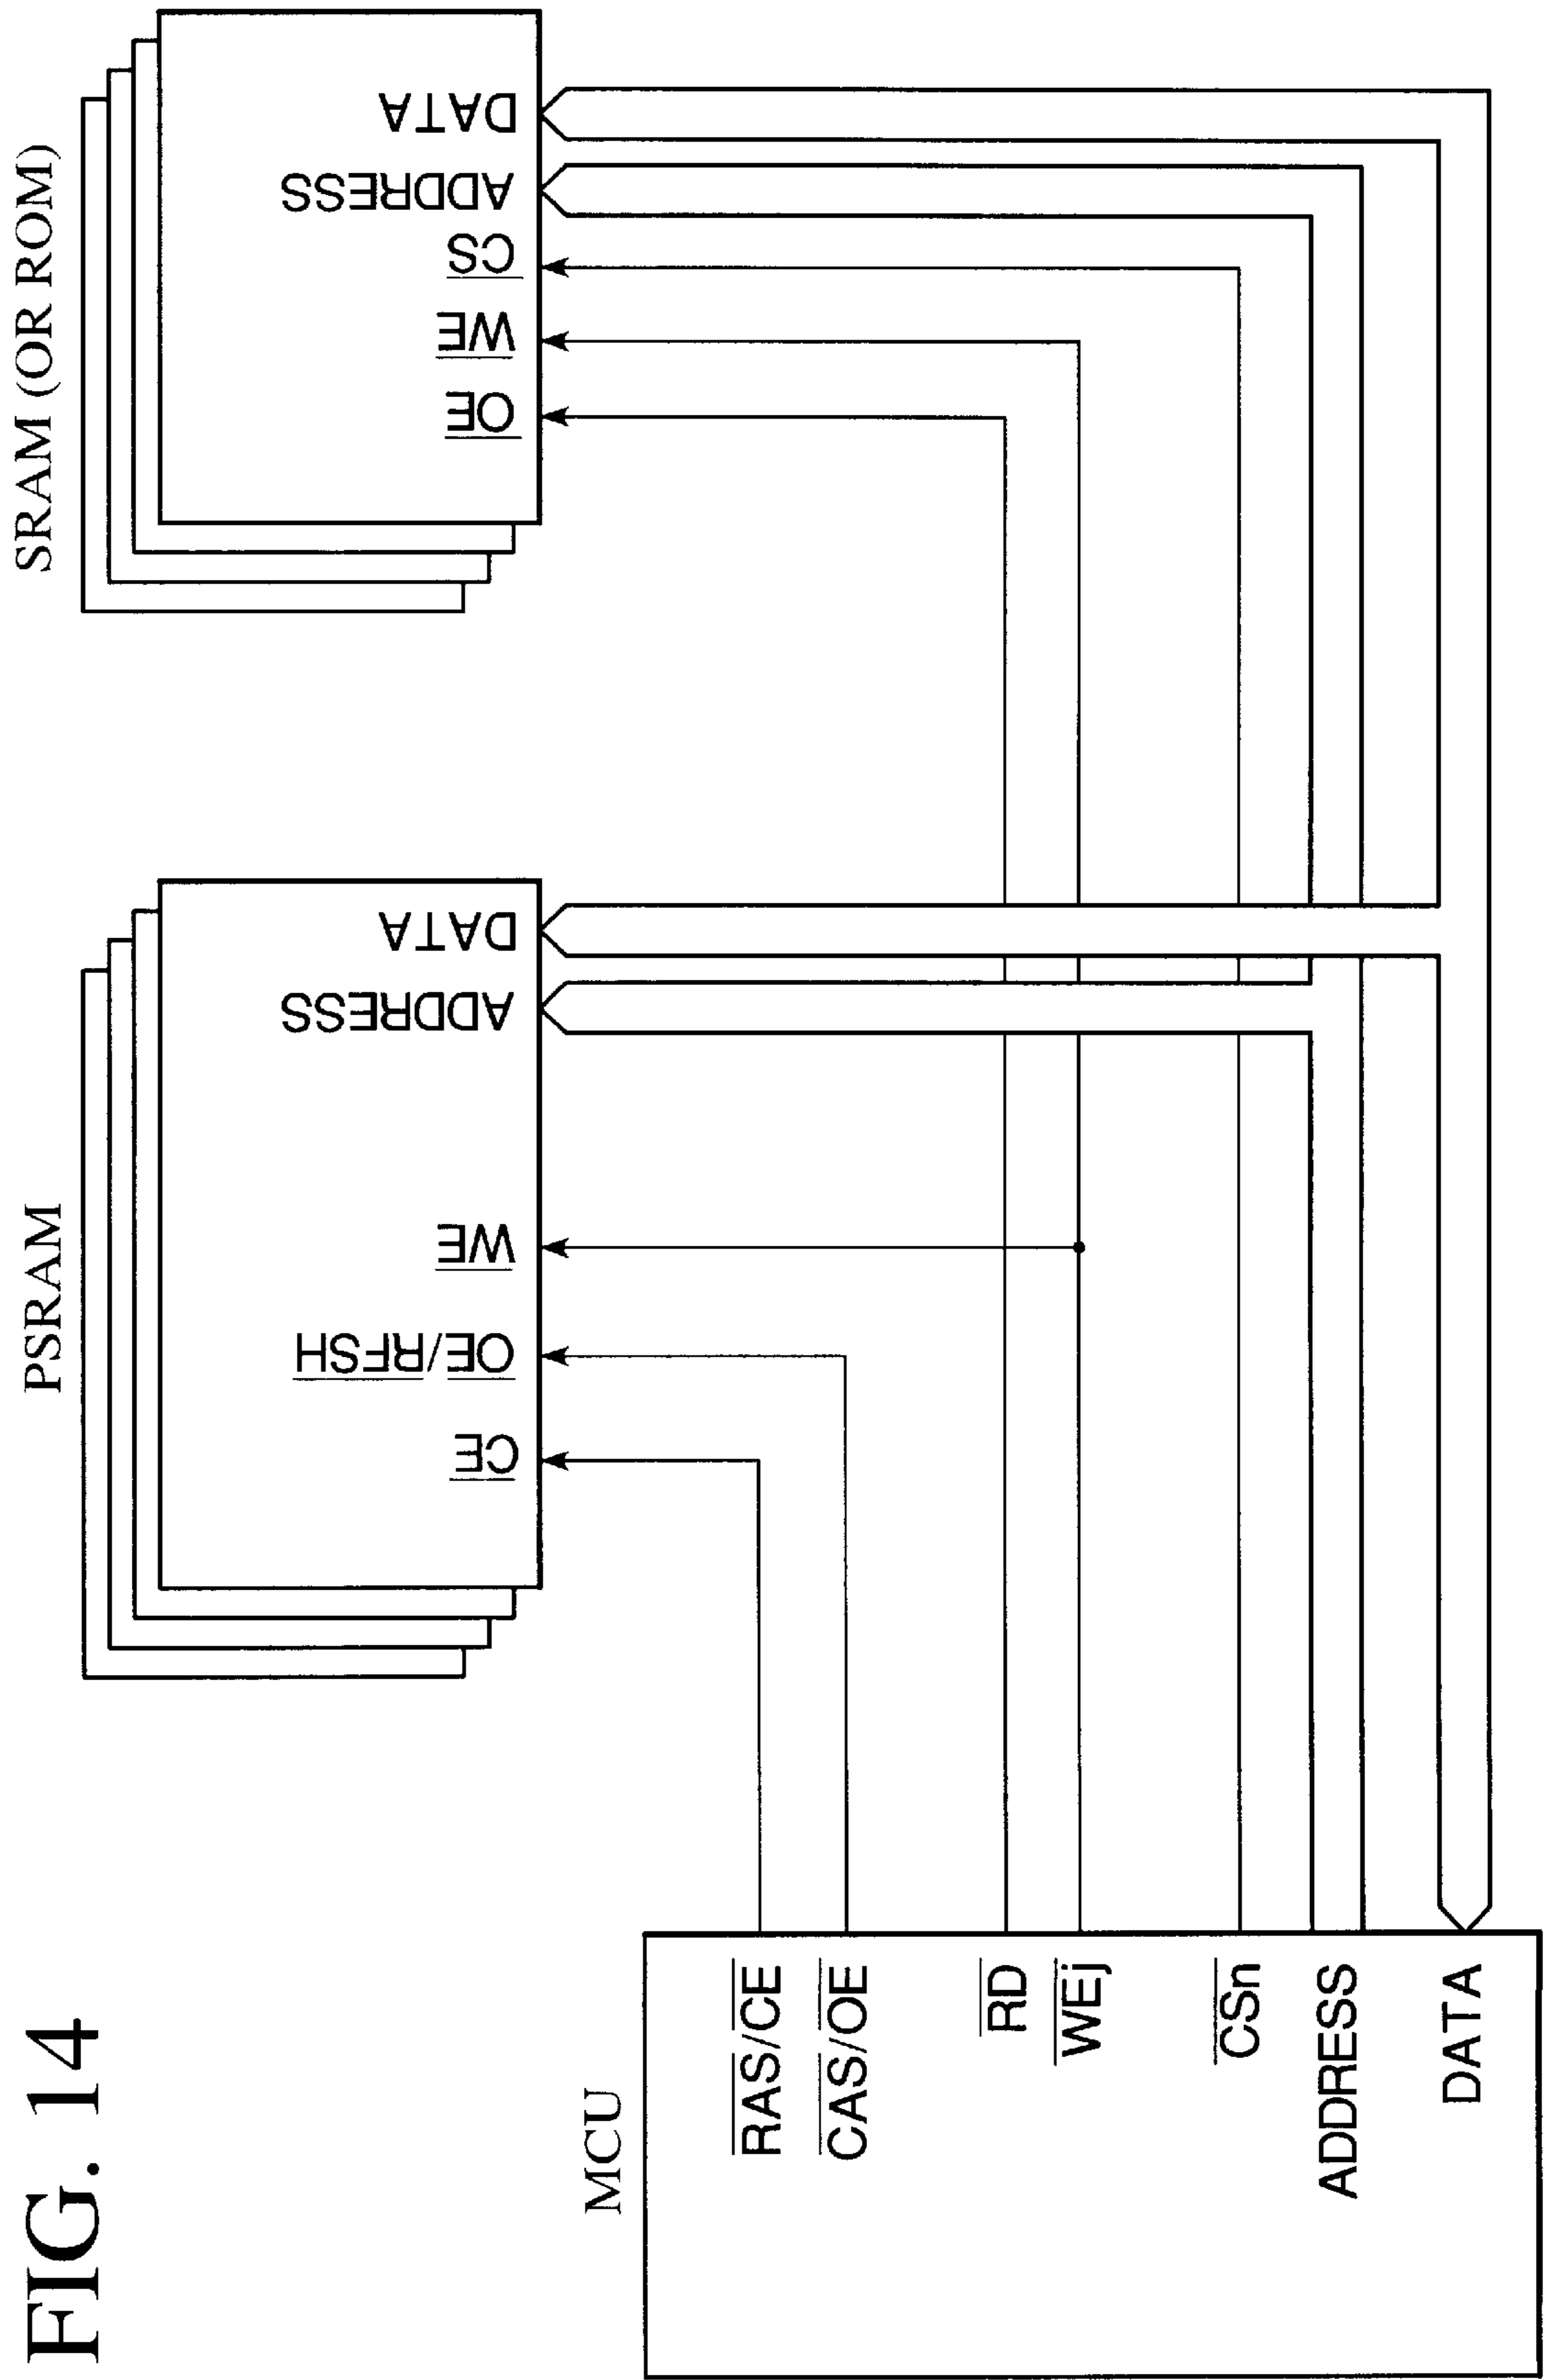 FIG. 14
MCU
RAS/CE
CAS/OE
RD
WEj
CSn
ADDRESS
DATA
PSRAM
CE
OE/RFSH
WE
ADDRESS
DATA
SRAM (OR ROM)
OE
WE
CS
ADDRESS
DATA